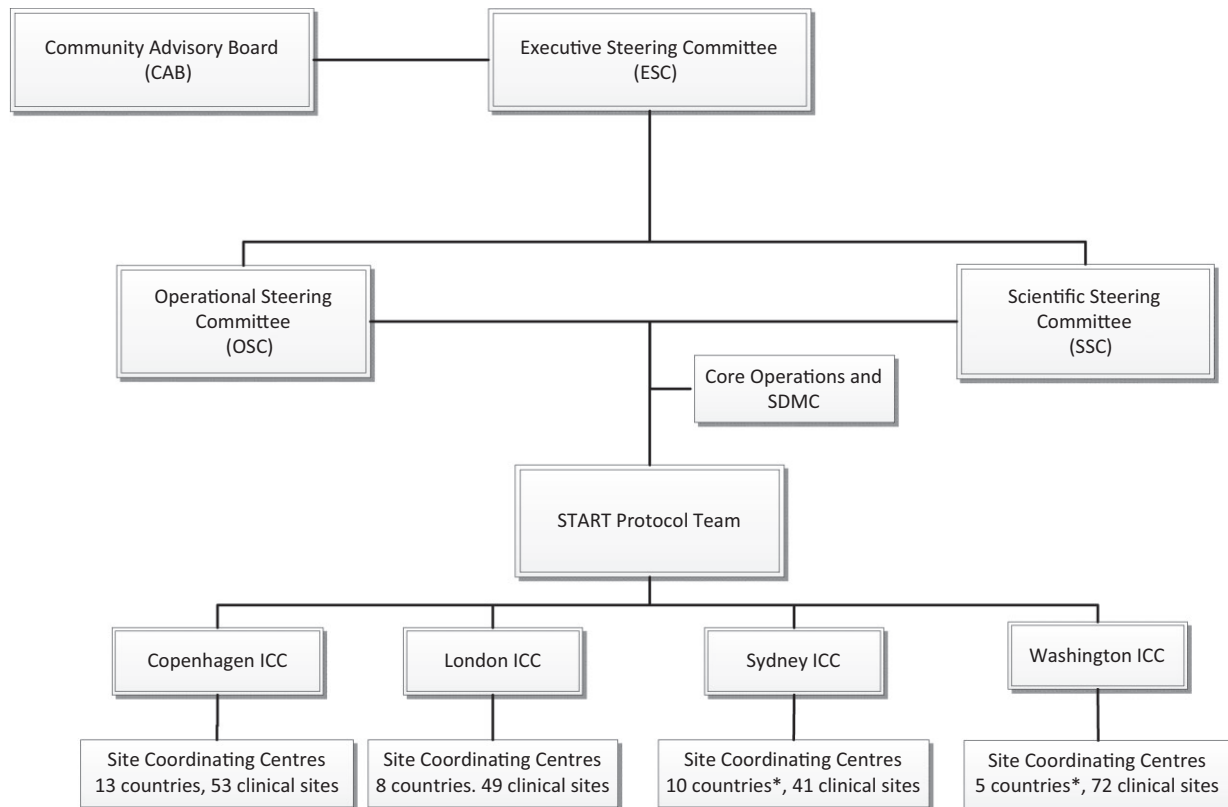 Community Advisory Board
(CAB)
Executive Steering Committee
(ESC)
Operational Steering
Committee
(OSC)
Scientific Steering
Committee
(SSC)
Core Operations and
SDMC
START Protocol Team
Copenhagen ICC
London ICC
Sydney ICC
Washington ICC
Site Coordinating Centres
13 countries, 53 clinical sites
Site Coordinating Centres
8 countries. 49 clinical sites
Site Coordinating Centres
10 countries*, 41 clinical sites
Site Coordinating Centres
5 countries*, 72 clinical sites